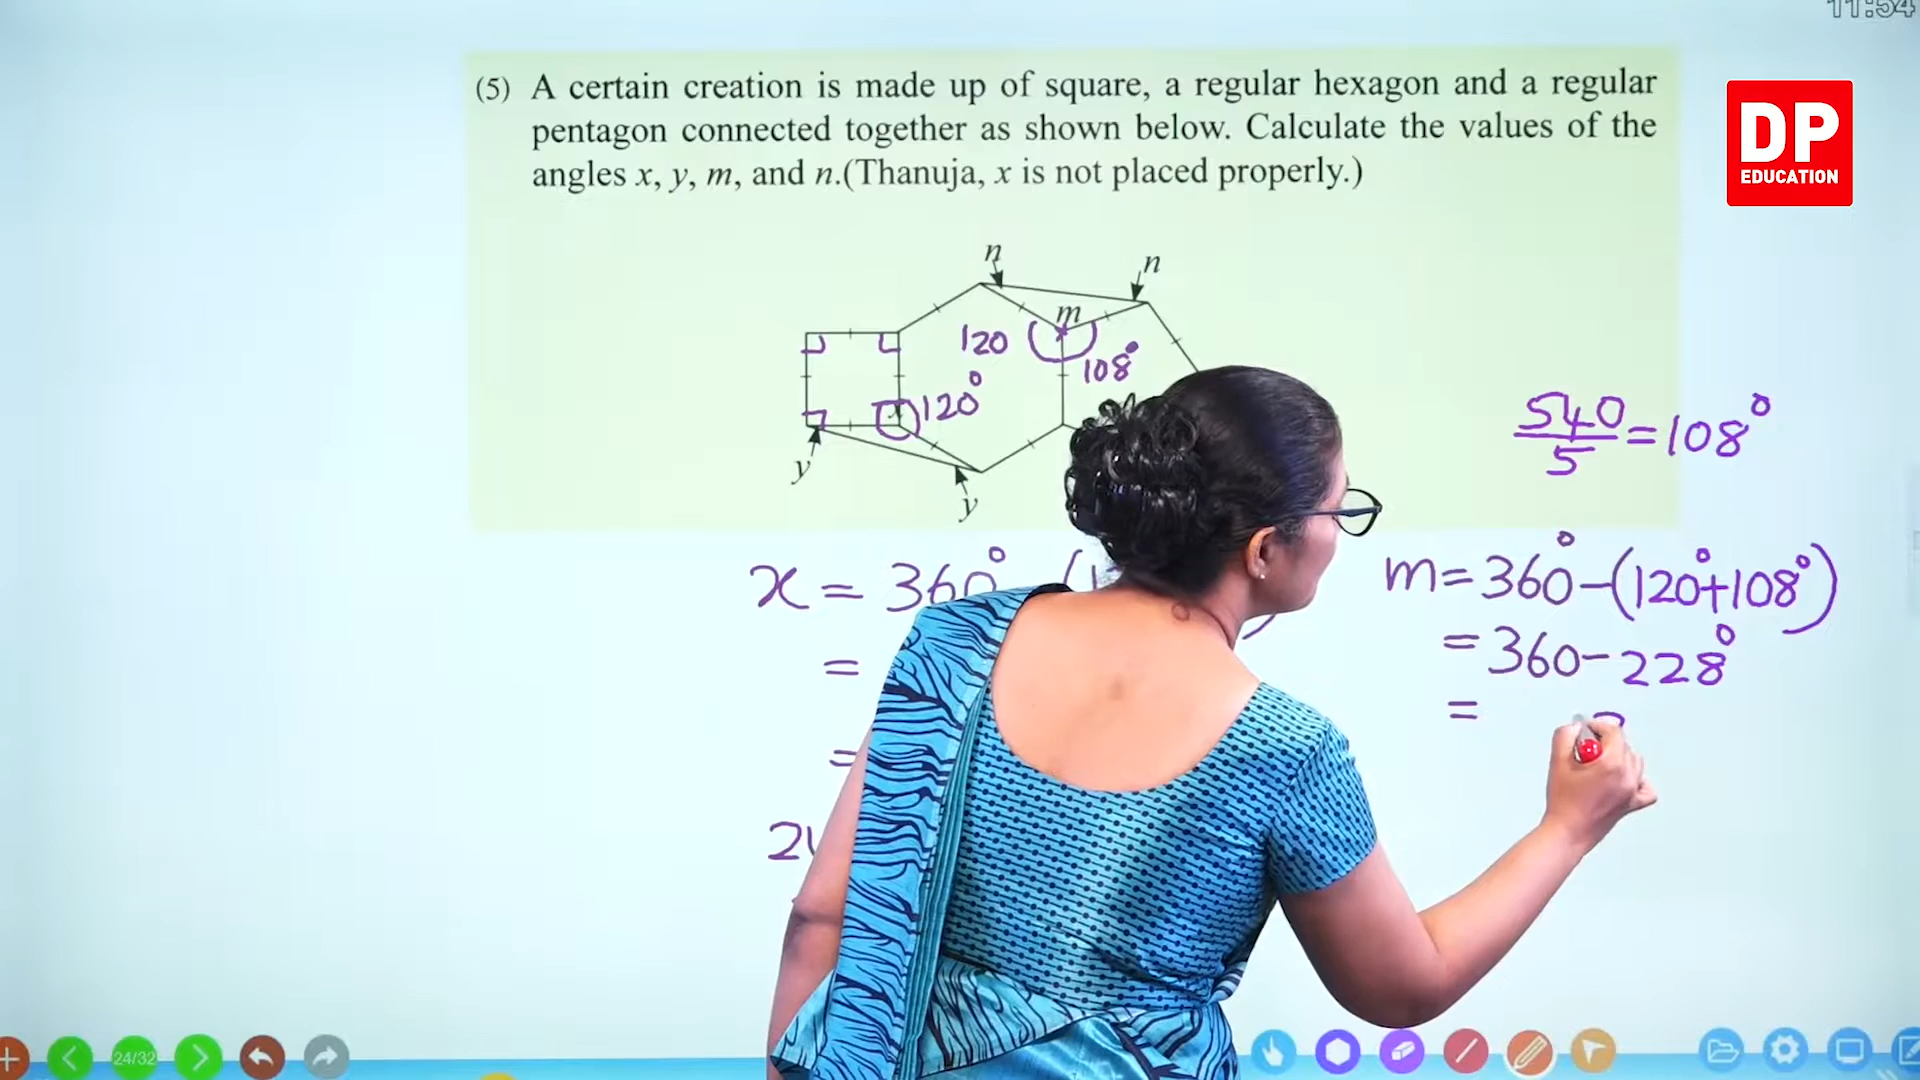 11:54
(5) A certain creation is made up of square, a regular hexagon and a regular
pentagon connected together as shown below. Calculate the values of the
angles x, y, m, and n.(Thanuja, x is not placed properly.)
DP
EDUCATION
n
n
m
120
108°
120°
y
y
540
5
=108°
x = 360° (
=
=
m=360°-(120°+108°)
=360-228°
=
24/32